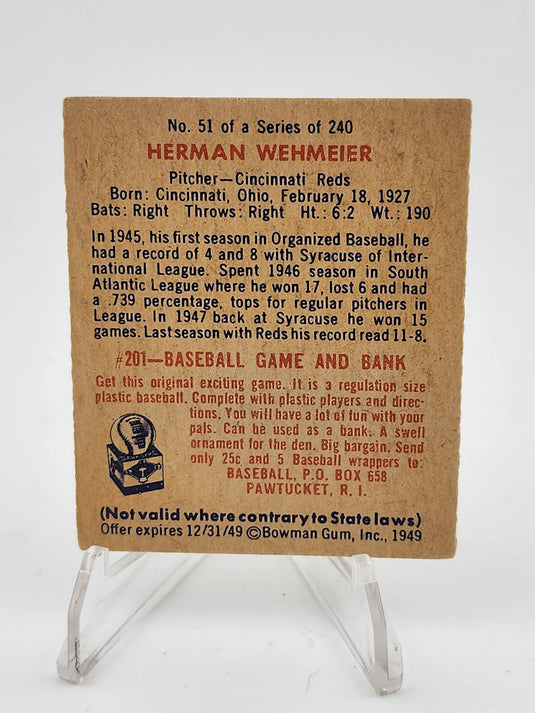 No. 51 of a Series of 240
HERMAN WEHMEIER
Pitcher—Cincinnati Reds
Born: Cincinnati, Ohio, February 18, 1927
Bats: Right Throws: Right Ht.: 6:2 Wt.: 190
In 1945, his first season in Organized Baseball, he
had a record of 4 and 8 with Syracuse of Inter-
national League. Spent 1946 season in South
Atlantic League where he won 17, lost 6 and had
a .739 percentage, tops for regular pitchers in
League. In 1947 back at Syracuse he won 15
games. Last season with Reds his record read 11-8.
#201—BASEBALL GAME AND BANK
Get this original exciting game. It is a regulation size
plastic baseball. Complete with plastic players and direc-
tions. You will have a lot of fun with your
pals. Can be used as a bank. A swell
ornament for the den. Big bargain. Send
only 25c and 5 Baseball wrappers to:
BASEBALL, P.O. BOX 658
PAWTUCKET, R. I.
(Not valid where contrary to State laws)
Offer expires 12/31/49 ©Bowman Gum, Inc., 1949